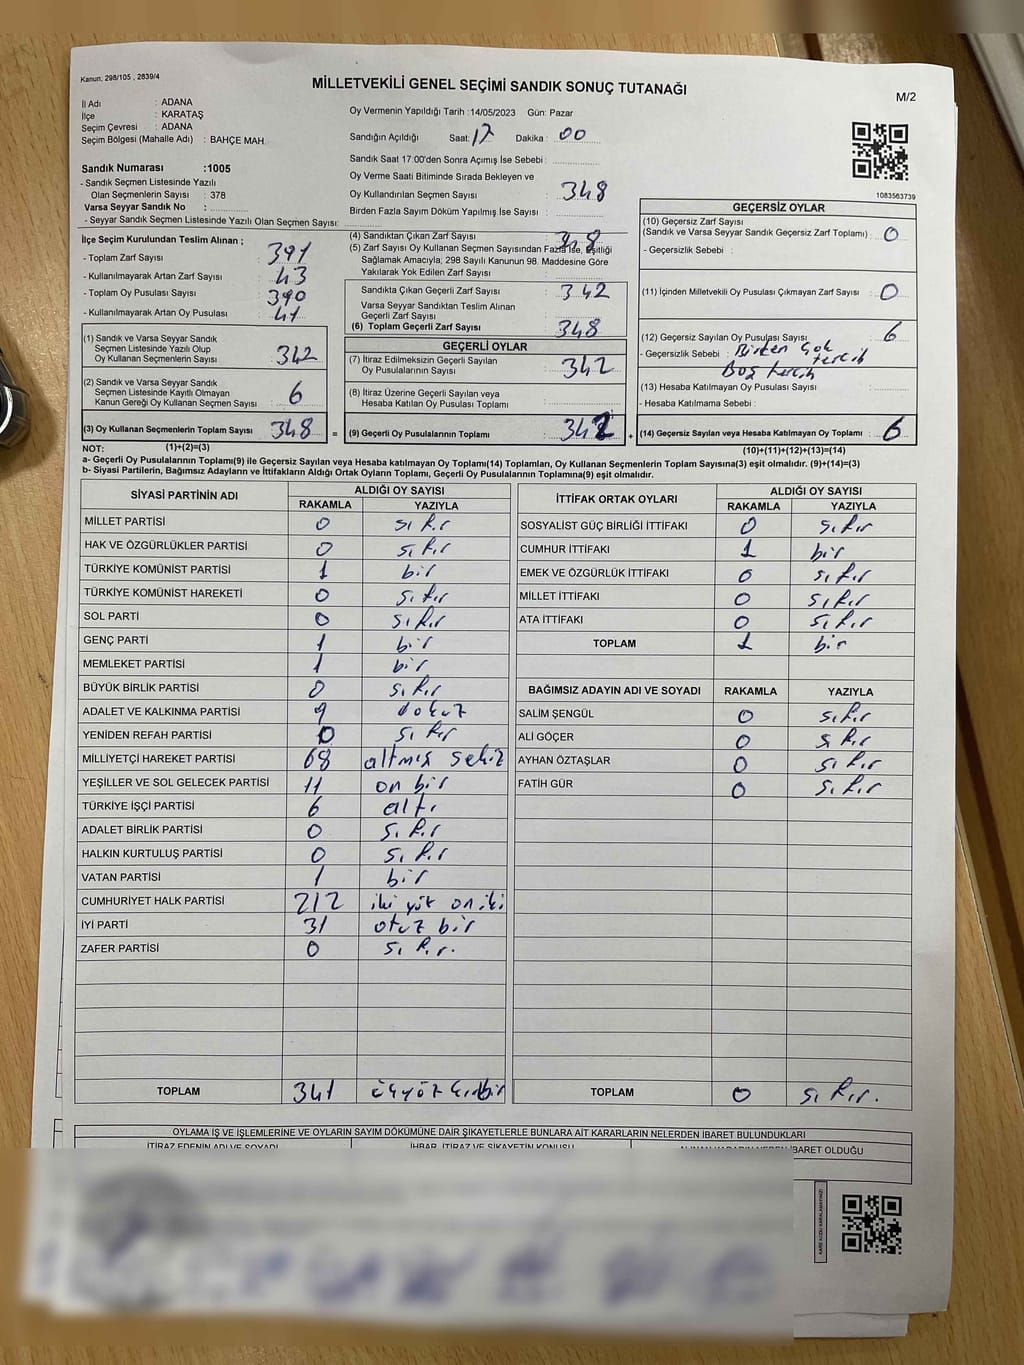 Kanun: 298/105 , 2839/4
MİLLETVEKİLİ GENEL SEÇİMİ SANDIK SONUÇ TUTANAĞI
M/2
İl Adı : ADANA
İlçe : KARATAŞ
Seçim Çevresi : ADANA
Seçim Bölgesi (Mahalle Adı) : BAHÇE MAH.
Sandık Numarası :1005
- Sandık Seçmen Listesinde Yazılı
Olan Seçmenlerin Sayısı : 378
Varsa Seyyar Sandık No :
- Seyyar Sandık Seçmen Listesinde Yazılı Olan Seçmen Sayısı:
Oy Vermenin Yapıldığı Tarih :14/05/2023 Gün: Pazar
Sandığın Açıldığı Saat: 17 Dakika : 00
Sandık Saat 17:00'den Sonra Açımış İse Sebebi :
Oy Verme Saati Bitiminde Sırada Bekleyen ve
Oy Kullandırılan Seçmen Sayısı : 348
Birden Fazla Sayım Döküm Yapılmış İse Sayısı :
1083563739
İlçe Seçim Kurulundan Teslim Alınan ;
- Toplam Zarf Sayısı : 391
- Kullanılmayarak Artan Zarf Sayısı : 43
- Toplam Oy Pusulası Sayısı : 390
- Kullanılmayarak Artan Oy Pusulası : 41
(1) Sandık ve Varsa Seyyar Sandık
Seçmen Listesinde Yazılı Olup
Oy Kullanan Seçmenlerin Sayısı : 342
(2) Sandık ve Varsa Seyyar Sandık
Seçmen Listesinde Kayıtlı Olmayan
Kanun Gereği Oy Kullanan Seçmen Sayısı : 6
(3) Oy Kullanan Seçmenlerin Toplam Sayısı : 348
(4) Sandıktan Çıkan Zarf Sayısı : 348
(5) Zarf Sayısı Oy Kullanan Seçmen Sayısından Fazla İse, Eşitliği
Sağlamak Amacıyla; 298 Sayılı Kanunun 98. Maddesine Göre
Yakılarak Yok Edilen Zarf Sayısı :
Sandıkta Çıkan Geçerli Zarf Sayısı : 342
Varsa Seyyar Sandıktan Teslim Alınan
Geçerli Zarf Sayısı :
(6) Toplam Geçerli Zarf Sayısı : 348
GEÇERLİ OYLAR
(7) İtiraz Edilmeksizin Geçerli Sayılan
Oy Pusulalarının Sayısı : 342
(8) İtiraz Üzerine Geçerli Sayılan veya
Hesaba Katılan Oy Pusulası Toplamı :
= (9) Geçerli Oy Pusulalarının Toplamı : 342
GEÇERSİZ OYLAR
(10) Geçersiz Zarf Sayısı
(Sandık ve Varsa Seyyar Sandık Geçersiz Zarf Toplamı) : 0
- Geçersizlik Sebebi :
(11) İçinden Milletvekili Oy Pusulası Çıkmayan Zarf Sayısı : 0
(12) Geçersiz Sayılan Oy Pusulası Sayısı : 6
- Geçersizlik Sebebi : Birden Çok tercih
Boş tercih
(13) Hesaba Katılmayan Oy Pusulası Sayısı :
- Hesaba Katılmama Sebebi :
+ (14) Geçersiz Sayılan veya Hesaba Katılmayan Oy Toplamı : 6
NOT: (1)+(2)=(3) (10)+(11)+(12)+(13)=(14)
a- Geçerli Oy Pusulalarının Toplamı(9) ile Geçersiz Sayılan veya Hesaba katılmayan Oy Toplamı(14) Toplamları, Oy Kullanan Seçmenlerin Toplam Sayısına(3) eşit olmalıdır. (9)+(14)=(3)
b- Siyasi Partilerin, Bağımsız Adayların ve İttifakların Aldığı Ortak Oyların Toplamı, Geçerli Oy Pusulalarının Toplamına(9) eşit olmalıdır.
SİYASİ PARTİNİN ADI ALDIĞI OY SAYISI
RAKAMLA YAZIYLA
MİLLET PARTİSİ 0 sıfır
HAK VE ÖZGÜRLÜKLER PARTİSİ 0 sıfır
TÜRKİYE KOMÜNİST PARTİSİ 1 bir
TÜRKİYE KOMÜNİST HAREKETİ 0 sıfır
SOL PARTİ 0 sıfır
GENÇ PARTİ 1 bir
MEMLEKET PARTİSİ 1 bir
BÜYÜK BİRLİK PARTİSİ 0 sıfır
ADALET VE KALKINMA PARTİSİ 9 dokuz
YENİDEN REFAH PARTİSİ 0 sıfır
MİLLİYETÇİ HAREKET PARTİSİ 68 altmış sekiz
YEŞİLLER VE SOL GELECEK PARTİSİ 11 on bir
TÜRKİYE İŞÇİ PARTİSİ 6 altı
ADALET BİRLİK PARTİSİ 0 sıfır
HALKIN KURTULUŞ PARTİSİ 0 sıfır
VATAN PARTİSİ 1 bir
CUMHURİYET HALK PARTİSİ 212 iki yüz on iki
İYİ PARTİ 31 otuz bir
ZAFER PARTİSİ 0 sıfır.
TOPLAM 341
İTTİFAK ORTAK OYLARI ALDIĞI OY SAYISI
RAKAMLA YAZIYLA
SOSYALİST GÜÇ BİRLİĞİ İTTİFAKI 0 sıfır
CUMHUR İTTİFAKI 1 bir
EMEK VE ÖZGÜRLÜK İTTİFAKI 0 sıfır
MİLLET İTTİFAKI 0 sıfır
ATA İTTİFAKI 0 sıfır
TOPLAM 1 bir
BAĞIMSIZ ADAYIN ADI VE SOYADI RAKAMLA YAZIYLA
SALİM ŞENGÜL 0 sıfır
ALİ GÖÇER 0 sıfır
AYHAN ÖZTAŞLAR 0 sıfır
FATİH GÜR 0 sıfır
TOPLAM 0 sıfır.
OYLAMA İŞ VE İŞLEMLERİNE VE OYLARIN SAYIM DÖKÜMÜNE DAİR ŞİKAYETLERLE BUNLARA AİT KARARLARIN NELERDEN İBARET BULUNDUKLARI
İTİRAZ EDENİN ADI VE SOYADI İHBAR, İTİRAZ VE ŞİKAYETİN KONUSU ALINAN KARARIN NEDEN İBARET OLDUĞU
KARE KODU KARALAMAYINIZ!